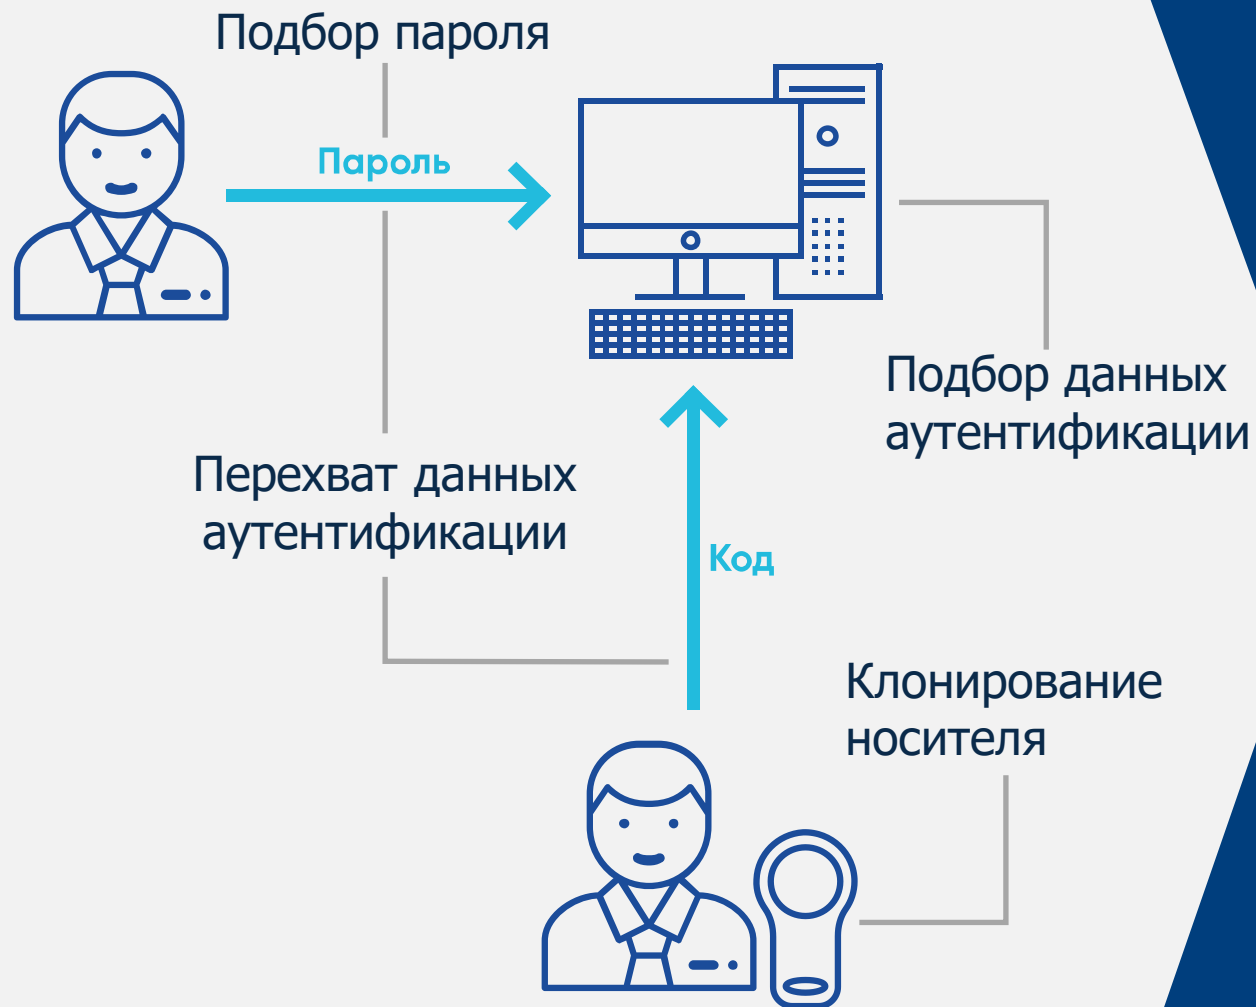 Подбор пароля
Пароль
Подбор данных
аутентификации
Перехват данных
аутентификации
Код
Клонирование
носителя